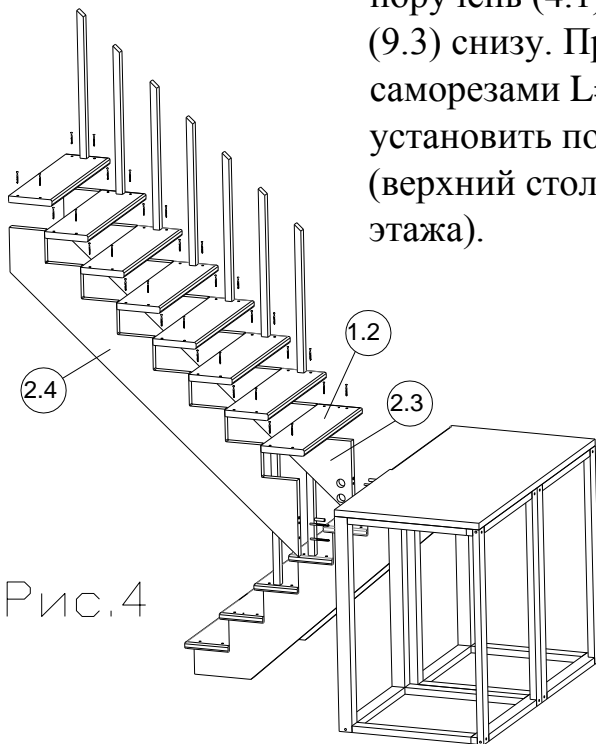 поручень (4.1)
(9.3) снизу. Пр
саморезами L=
установить по
(верхний стол
этажа).
1.2
2.3
2.4
Рис.4